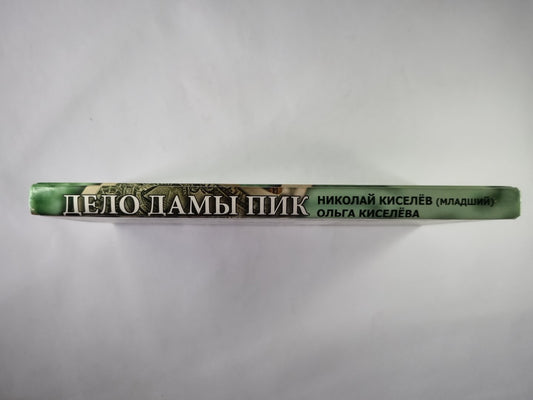 ДЕЛО ДАМЫ ПИК
НИКОЛАЙ КИСЕЛЁВ (МЛАДШИЙ)
ОЛЬГА КИСЕЛЁВА